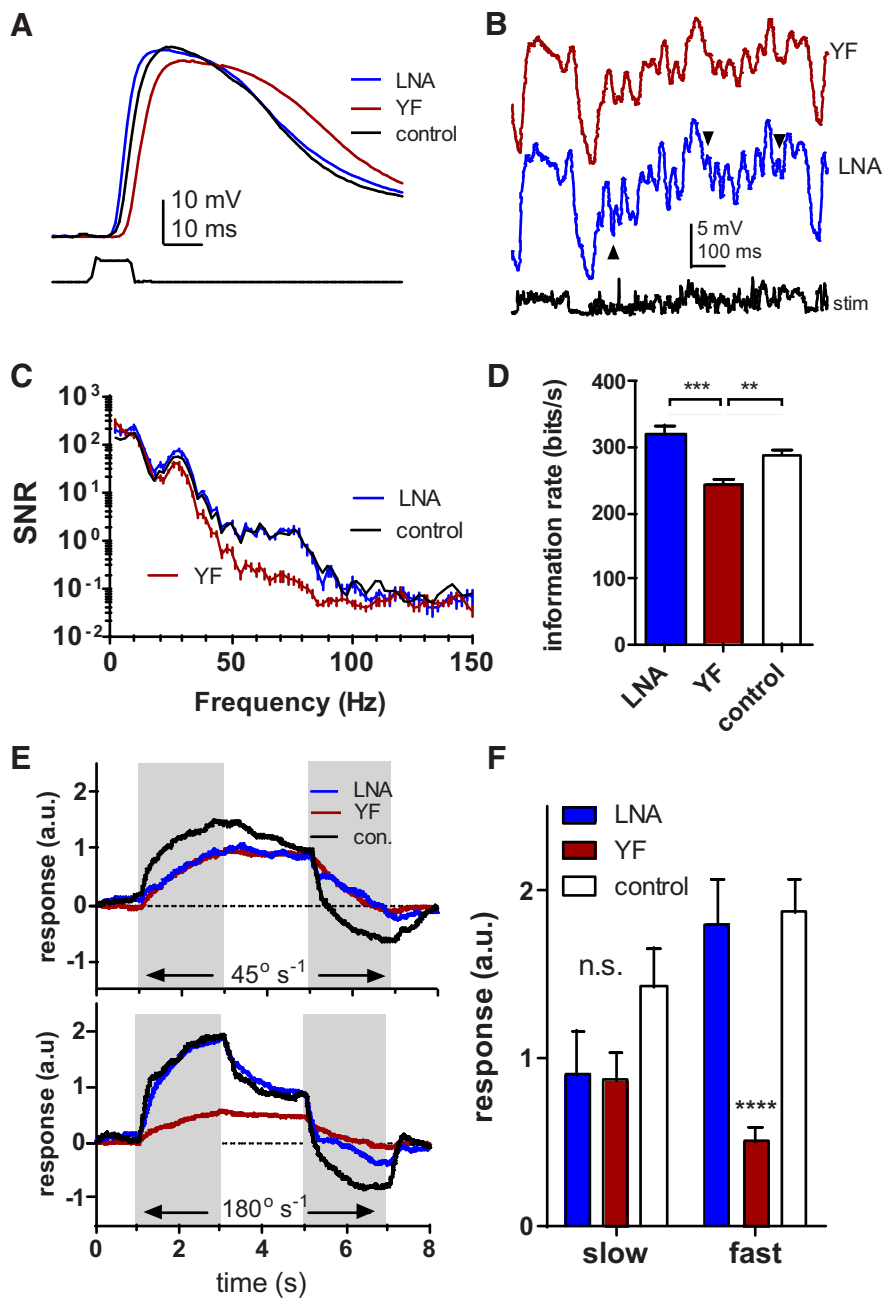 A
LNA
YF
control
10 mV
10 ms
B
YF
LNA
5 mV
100 ms
stim
C
SNR
10³
10²
10¹
10⁰
10⁻¹
10⁻²
LNA
control
YF
0 50 100 150
Frequency (Hz)
D
information rate (bits/s)
400
300
200
100
0
*** **
LNA YF control
E
response (a.u.)
2
1
0
-1
LNA
YF
con.
45° s⁻¹
response (a.u)
2
1
0
-1
180° s⁻¹
0 2 4 6 8
time (s)
F
response (a.u.)
2
1
0
LNA
YF
control
n.s.
****
slow fast